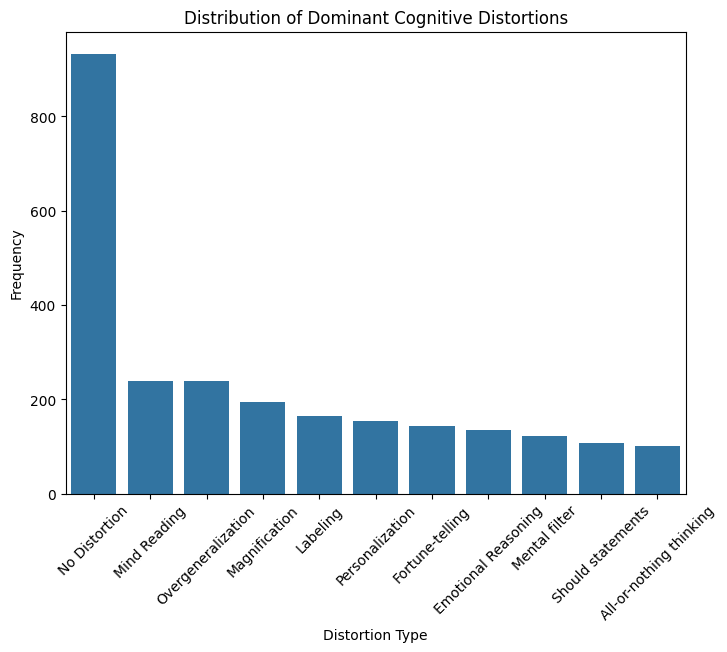 Distribution of Dominant Cognitive Distortions
Frequency
800
600
400
200
0
No Distortion
Mind Reading
Overgeneralization
Magnification
Labeling
Personalization
Fortune-telling
Emotional Reasoning
Mental filter
Should statements
All-or-nothing thinking
Distortion Type